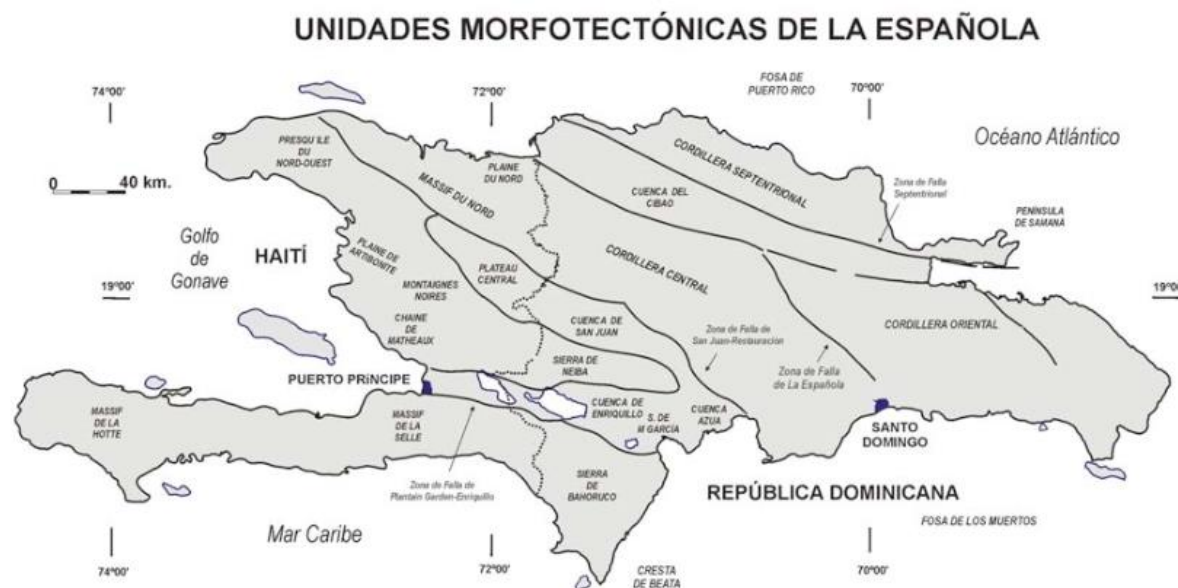 UNIDADES MORFOTECTÓNICAS DE LA ESPAÑOLA
74º00'
72º00'
FOSA DE
PUERTO RICO
70º00'
Océano Atlántico
PRESQU ILE
DU
NORD-OUEST
PLAINE
DU NORD
CORDILLERA SEPTENTRIONAL
Zona de Falla
Septentrional
0 40 km.
MASSIF DU NORD
CUENCA DEL
CIBAO
PENÍNSULA
DE SAMANA
Golfo
de
Gonave
HAITÍ
PLAINE DE
ARTIBONITE
PLATEAU
CENTRAL
CORDILLERA CENTRAL
19º00'
19º00'
MONTAIGNES
NOIRES
CHAINE
DE
MATHEAUX
CUENCA DE
SAN JUAN
Zona de Falla de
San Juan-Restauración
CORDILLERA ORIENTAL
SIERRA DE
NEIBA
Zona de Falla
de La Española
PUERTO PRíNCIPE
MASSIF
DE LA
HOTTE
MASSIF
DE LA
SELLE
CUENCA DE
ENRIQUILLO
S. DE
M GARCÍA
CUENCA
AZUA
SANTO
DOMINGO
Zona de Falla de
Plantain Garden-Enriquillo
SIERRA
DE
BAHORUCO
REPÚBLICA DOMINICANA
Mar Caribe
FOSA DE LOS MUERTOS
74º00'
72º00'
CRESTA
DE BEATA
70º00'